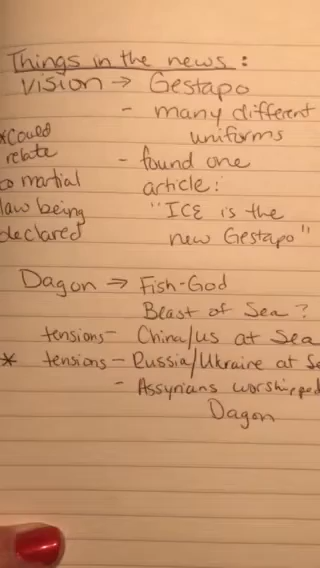 Things in the news:
Vision → Gestapo
- many different
uniforms
*Could
relate
to martial
law being
declared
- found one
article:
"ICE is the
new Gestapo"
Dagon → Fish-God
Beast of Sea?
tensions - China/US at Sea
* tensions - Russia/Ukraine at
- Assyrians worshipped
Dagon